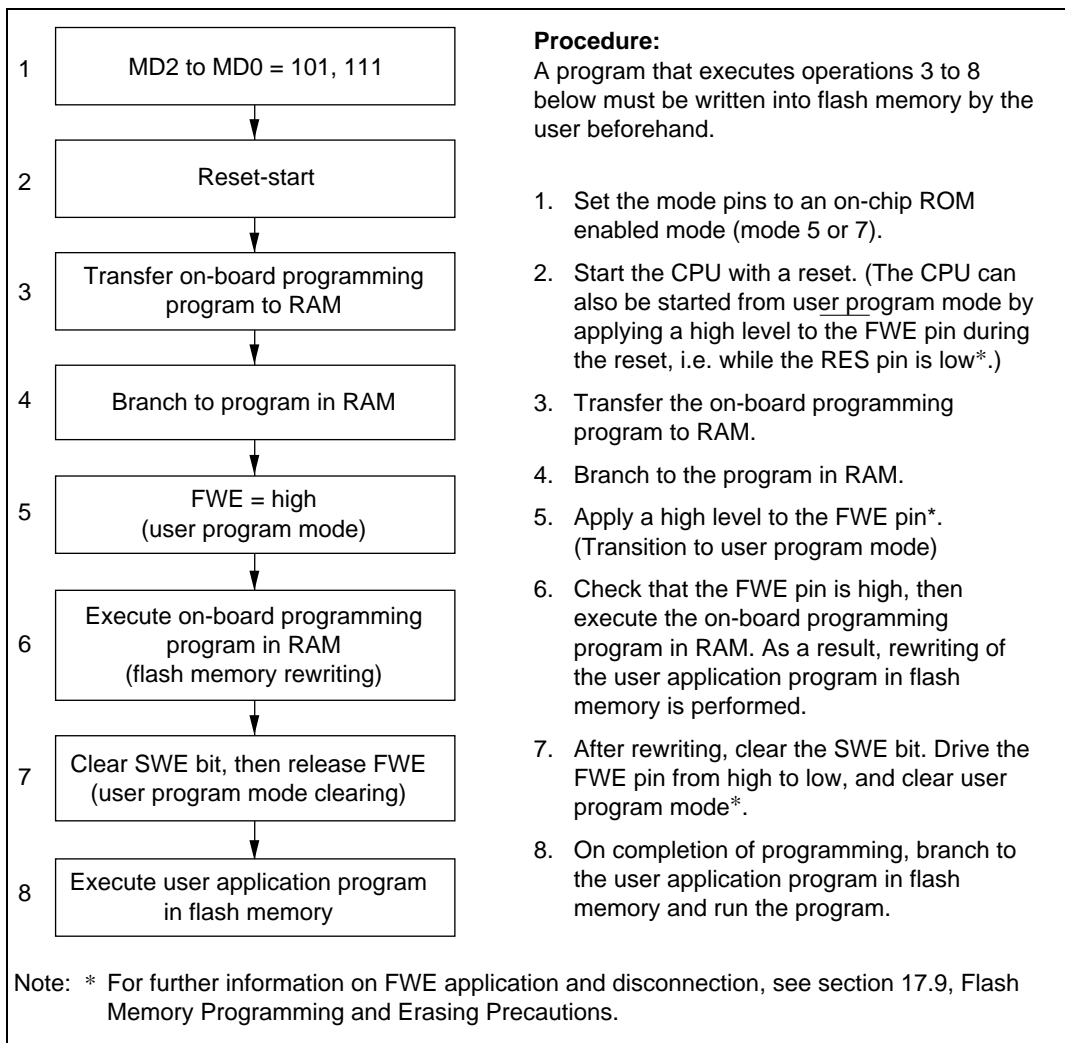 1
MD2 to MD0 = 101, 111
2
Reset-start
3
Transfer on-board programming
program to RAM
4
Branch to program in RAM
5
FWE = high
(user program mode)
6
Execute on-board programming
program in RAM
(flash memory rewriting)
7
Clear SWE bit, then release FWE
(user program mode clearing)
8
Execute user application program
in flash memory
Procedure:
A program that executes operations 3 to 8
below must be written into flash memory by the
user beforehand.
1. Set the mode pins to an on-chip ROM
enabled mode (mode 5 or 7).
2. Start the CPU with a reset. (The CPU can
also be started from user program mode by
applying a high level to the FWE pin during
the reset, i.e. while the R̅E̅S̅ pin is low*.)
3. Transfer the on-board programming
program to RAM.
4. Branch to the program in RAM.
5. Apply a high level to the FWE pin*.
(Transition to user program mode)
6. Check that the FWE pin is high, then
execute the on-board programming
program in RAM. As a result, rewriting of
the user application program in flash
memory is performed.
7. After rewriting, clear the SWE bit. Drive the
FWE pin from high to low, and clear user
program mode*.
8. On completion of programming, branch to
the user application program in flash
memory and run the program.
Note: * For further information on FWE application and disconnection, see section 17.9, Flash
Memory Programming and Erasing Precautions.